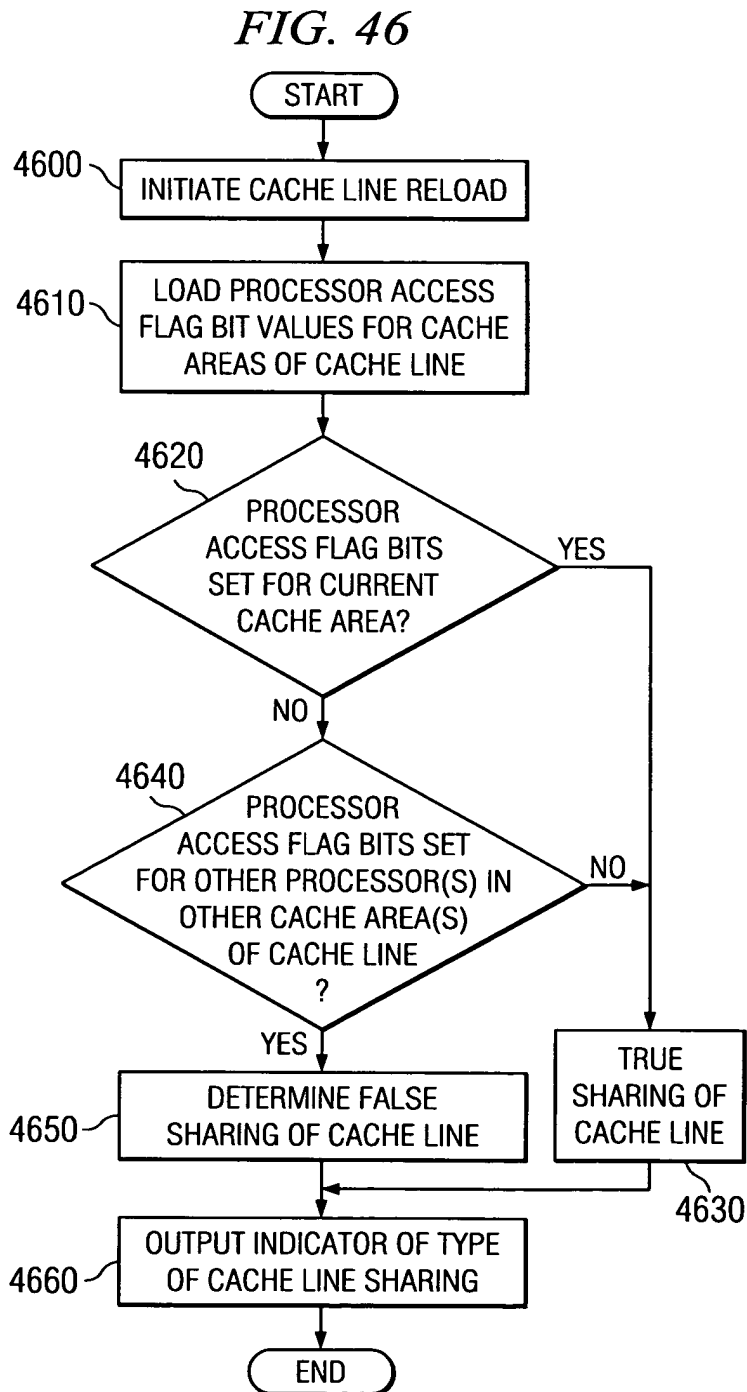 FIG. 46
START
4600
INITIATE CACHE LINE RELOAD
4610
LOAD PROCESSOR ACCESS
FLAG BIT VALUES FOR CACHE
AREAS OF CACHE LINE
4620
PROCESSOR
ACCESS FLAG BITS
SET FOR CURRENT
CACHE AREA?
YES
NO
4640
PROCESSOR
ACCESS FLAG BITS SET
FOR OTHER PROCESSOR(S) IN
OTHER CACHE AREA(S)
OF CACHE LINE
?
NO
YES
4650
DETERMINE FALSE
SHARING OF CACHE LINE
TRUE
SHARING OF
CACHE LINE
4630
4660
OUTPUT INDICATOR OF TYPE
OF CACHE LINE SHARING
END